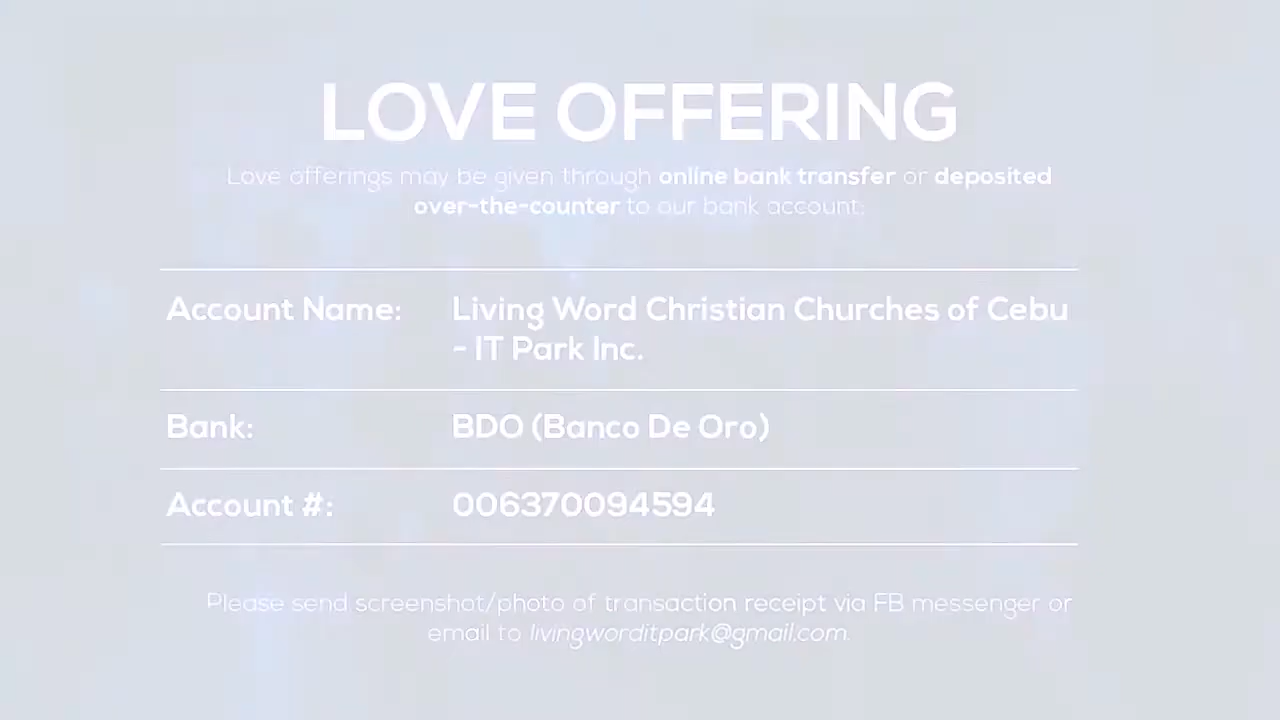 LOVE OFFERING
Love offerings may be given through online bank transfer or deposited
over-the-counter to our bank account:
Account Name: Living Word Christian Churches of Cebu
- IT Park Inc.
Bank: BDO (Banco De Oro)
Account #: 006370094594
Please send screenshot/photo of transaction receipt via FB messenger or
email to livingworditpark@gmail.com.